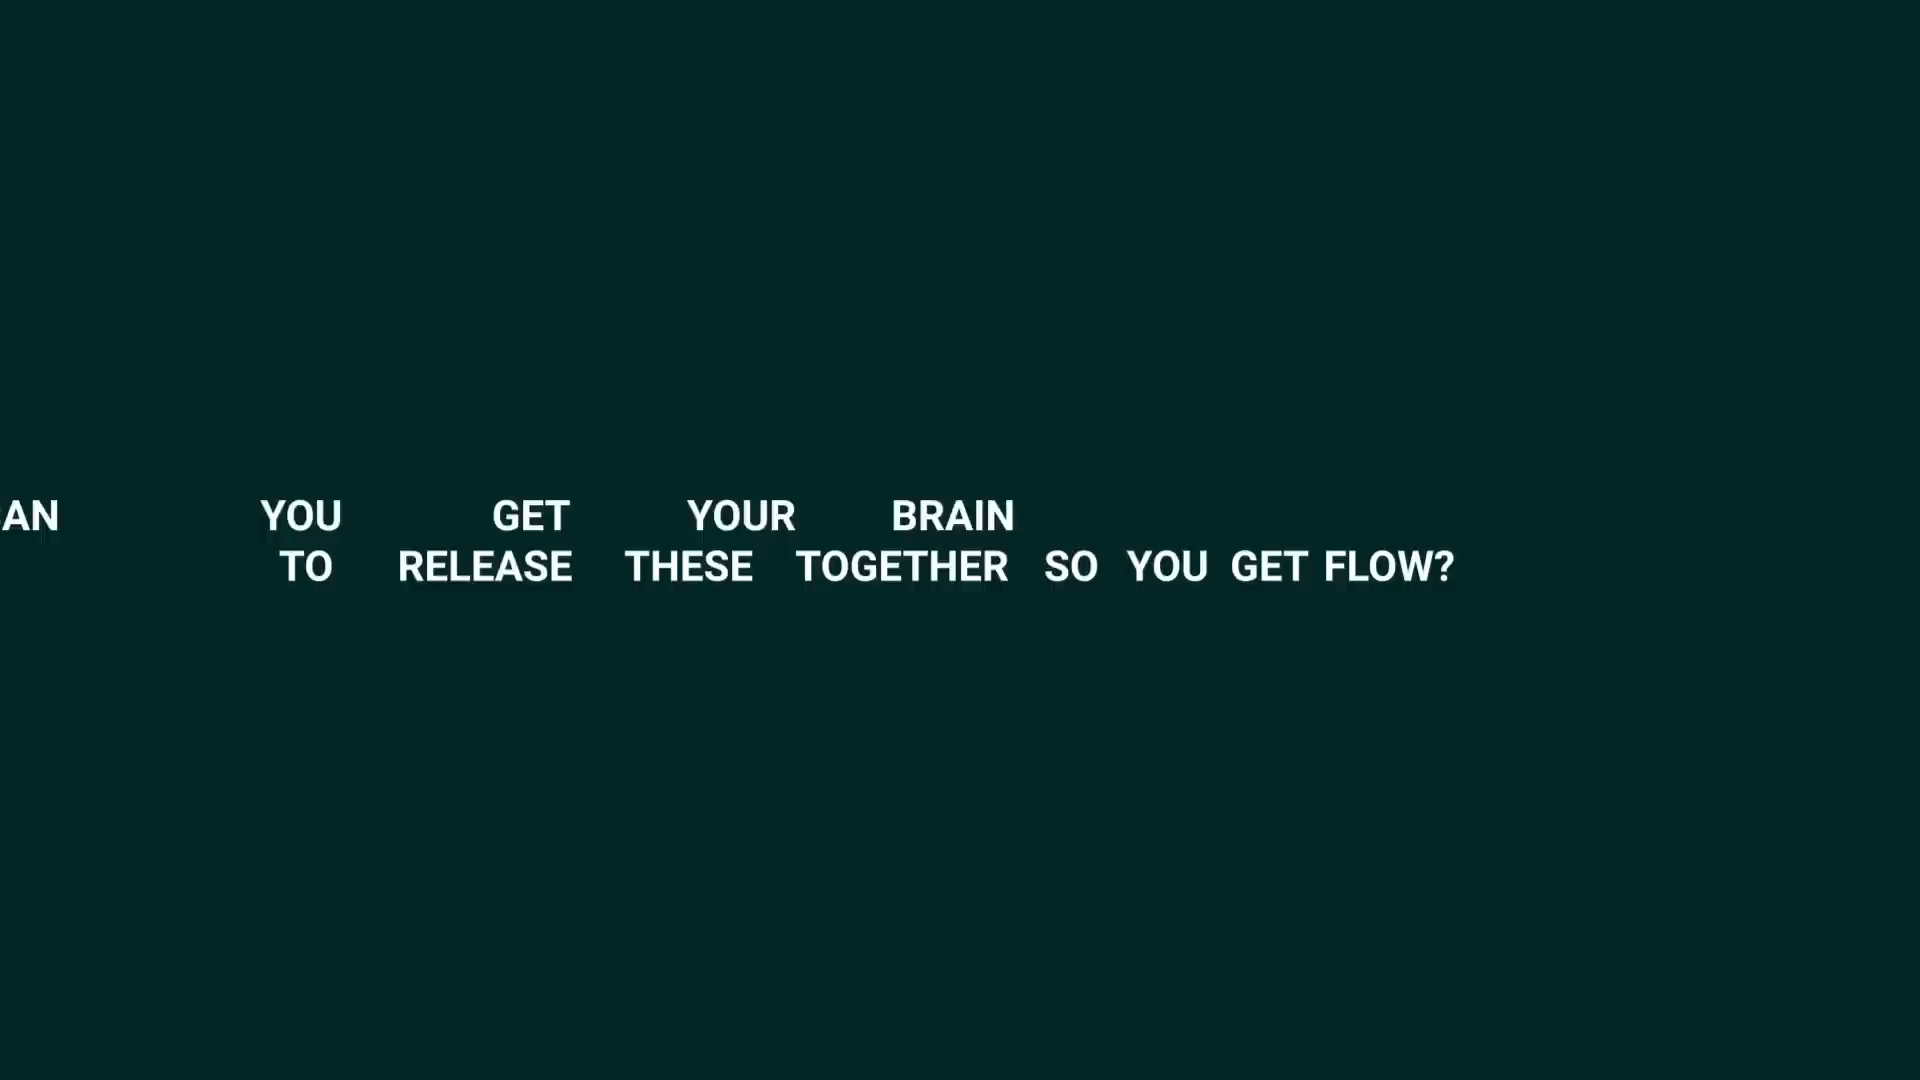 AN YOU GET YOUR BRAIN
TO RELEASE THESE TOGETHER SO YOU GET FLOW?